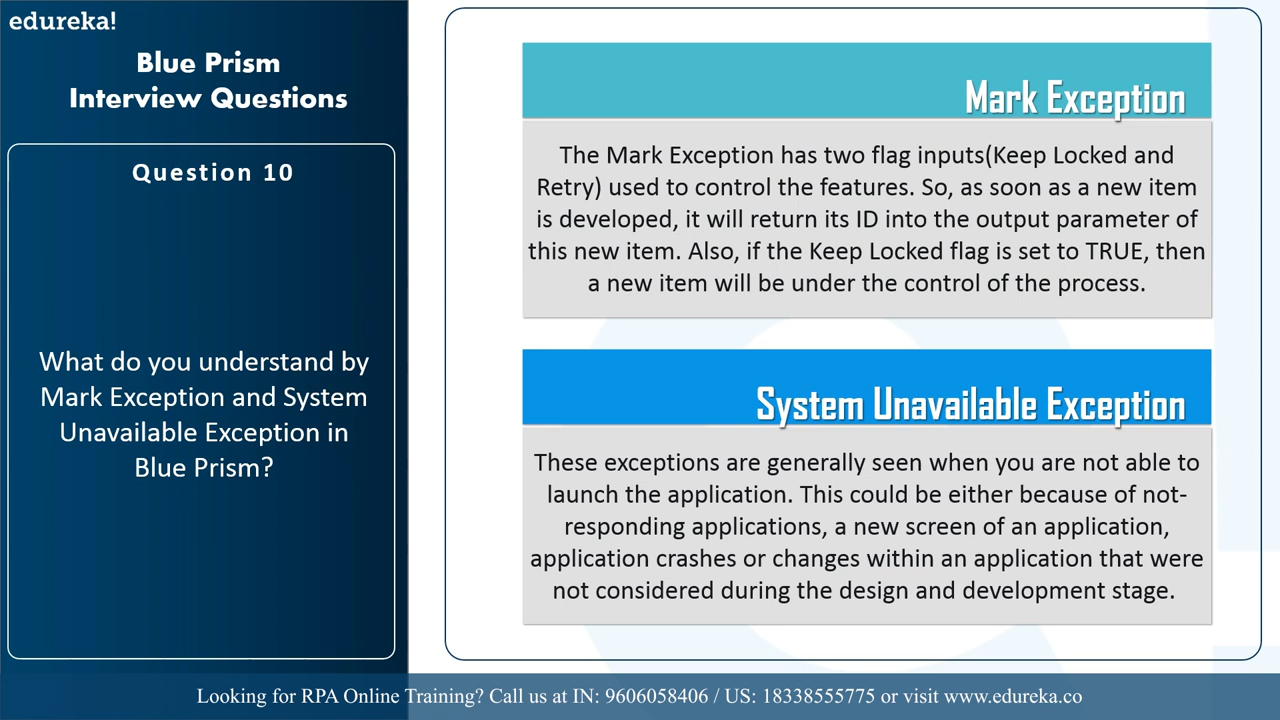 edureka!
Blue Prism
Interview Questions
Question 10
What do you understand by
Mark Exception and System
Unavailable Exception in
Blue Prism?
Mark Exception
The Mark Exception has two flag inputs(Keep Locked and
Retry) used to control the features. So, as soon as a new item
is developed, it will return its ID into the output parameter of
this new item. Also, if the Keep Locked flag is set to TRUE, then
a new item will be under the control of the process.
System Unavailable Exception
These exceptions are generally seen when you are not able to
launch the application. This could be either because of not-
responding applications, a new screen of an application,
application crashes or changes within an application that were
not considered during the design and development stage.
Looking for RPA Online Training? Call us at IN: 9606058406 / US: 18338555775 or visit www.edureka.co